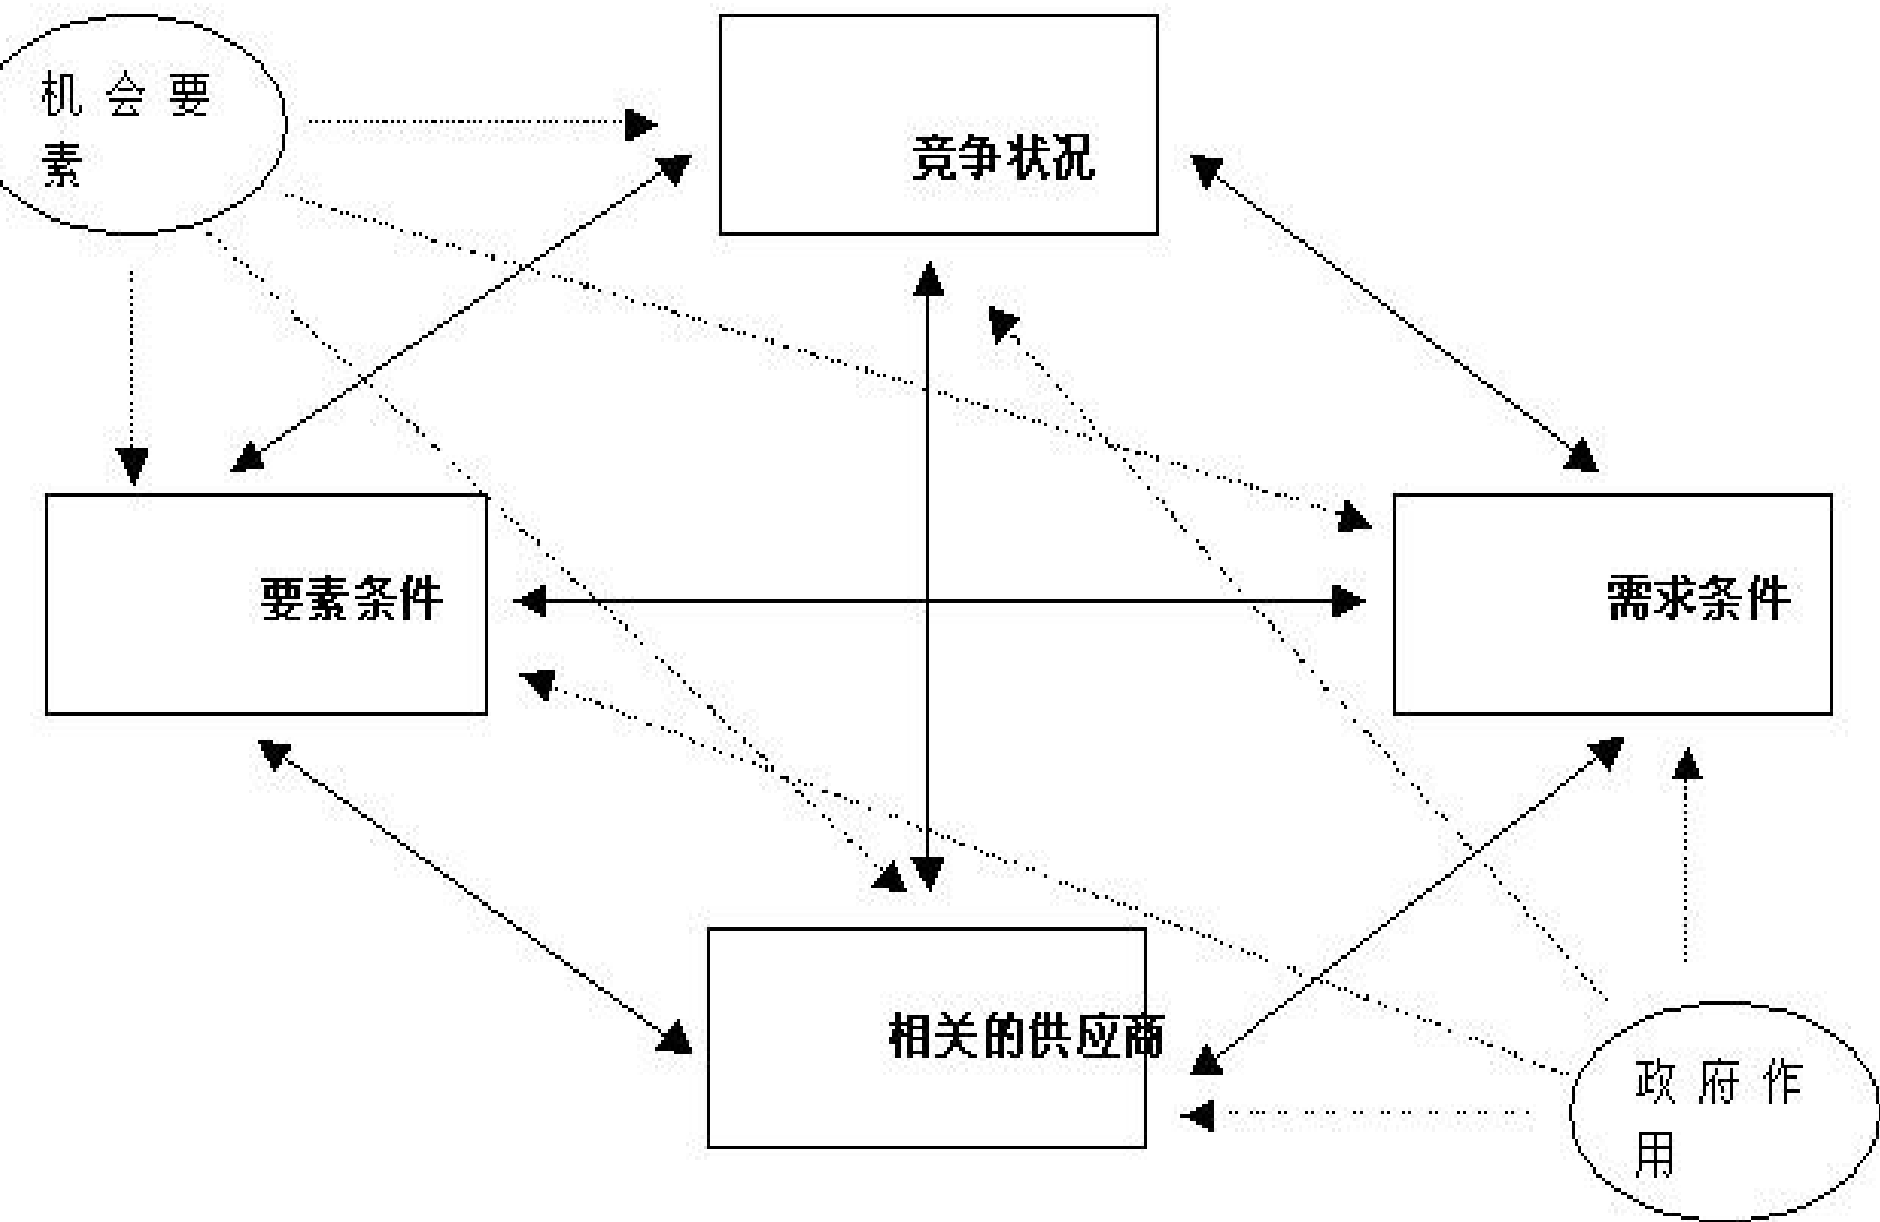 机会要
素
竞争状况
要素条件
需求条件
相关的供应商
政府作
用